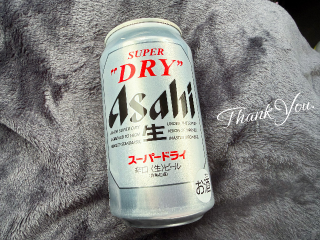 SUPER
"DRY"
Asahi
生
スーパードライ
辛口〈生〉ビール
お酒
Thank You.